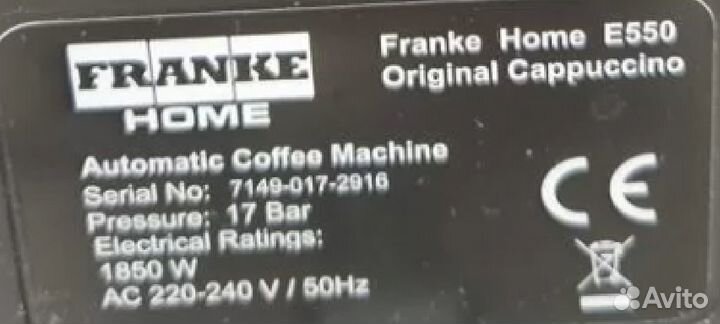 FRANKE
HOME
Franke Home E550
Original Cappuccino
Automatic Coffee Machine
Serial No: 7149-017-2916
Pressure: 17 Bar
Electrical Ratings:
1850 W
AC 220-240 V / 50Hz
CE
Avito